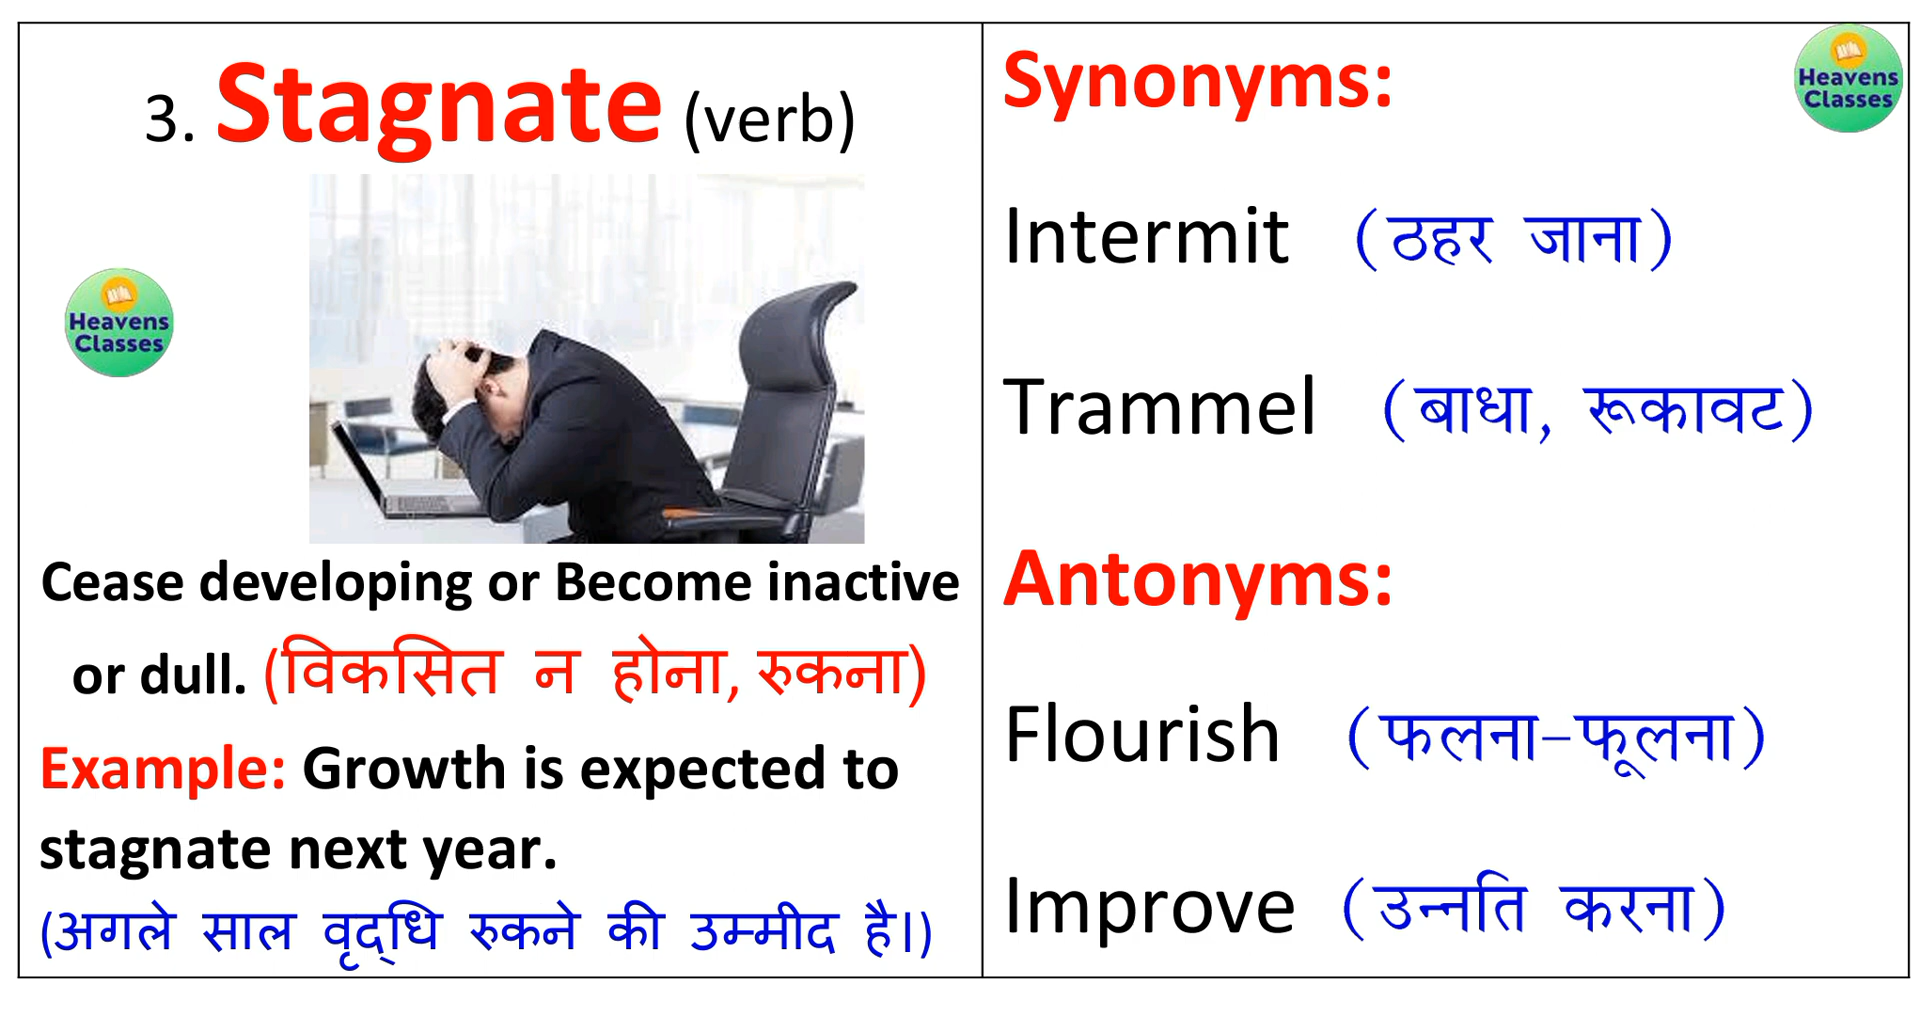 3. Stagnate (verb)
Heavens
Classes
Cease developing or Become inactive
or dull. (विकसित न होना, रुकना)
Example: Growth is expected to
stagnate next year.
(अगले साल वृद्धि रुकने की उम्मीद है।)
Synonyms:
Heavens
Classes
Intermit (ठहर जाना)
Trammel (बाधा, रूकावट)
Antonyms:
Flourish (फलना-फूलना)
Improve (उन्नति करना)